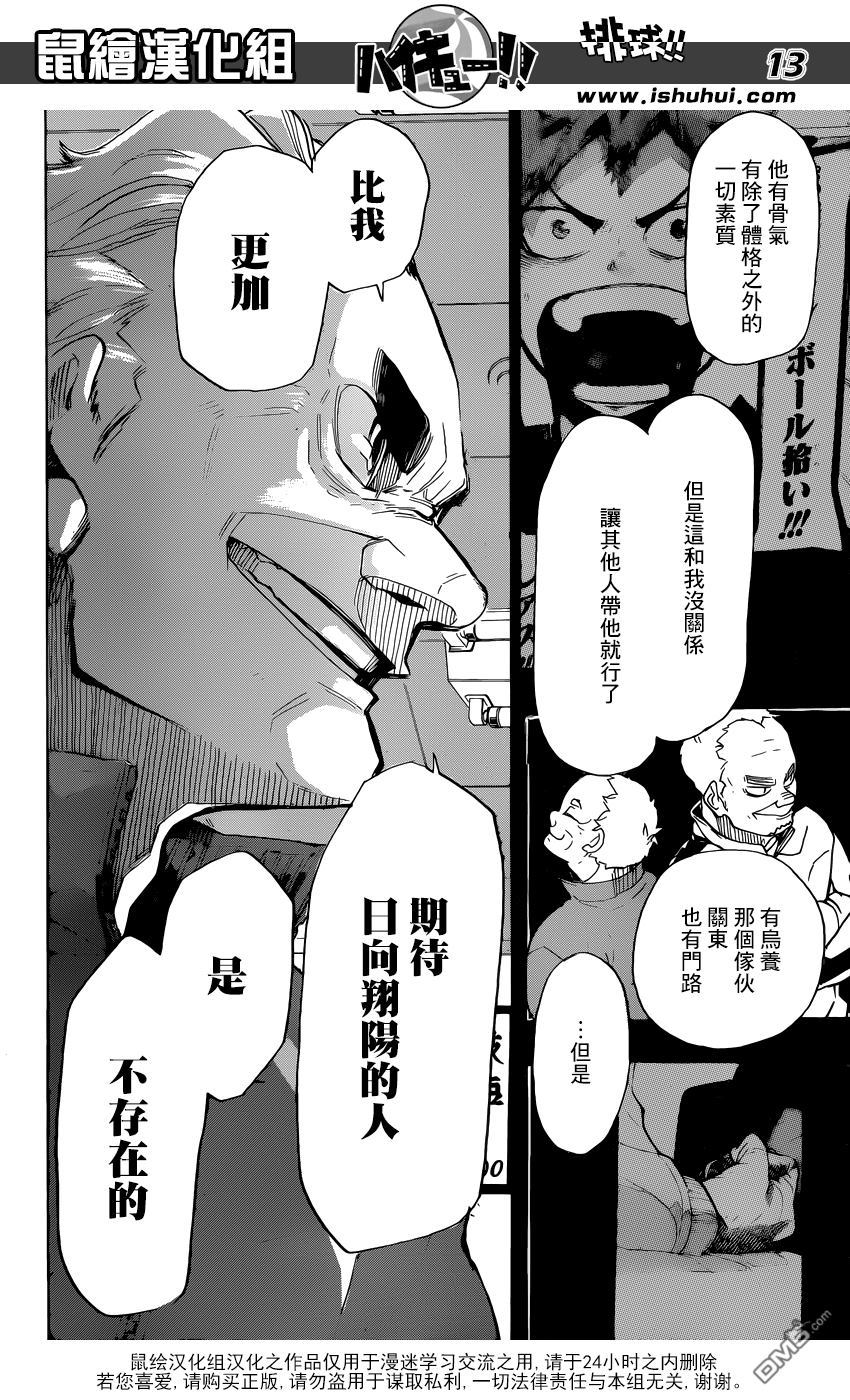 鼠繪漢化組
ハイキュー!!
排球!!
13
www.ishuhui.com
他有骨氣
有除了體格之外的
一切素質
ボール拾い!!!
但是這和我沒關係
讓其他人帶他就行了
有烏養
那個傢伙
關東
也有門路
…但是
比我
更加
期待
日向翔陽的人
是
不存在的
鼠绘汉化组汉化之作品仅用于漫迷学习交流之用, 请于24小时之内删除
若您喜爱, 请购买正版, 请勿盗用于谋取私利, 一切法律责任与本组无关, 谢谢.
DM5.com